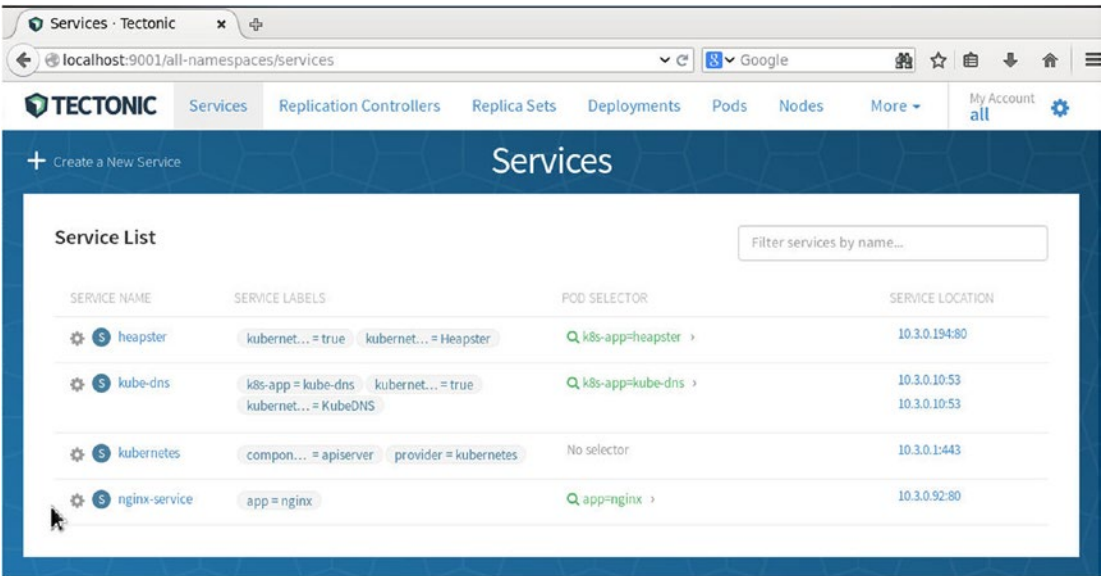 Services · Tectonic
localhost:9001/all-namespaces/services
Google
TECTONIC Services Replication Controllers Replica Sets Deployments Pods Nodes More My Account all
Create a New Service
Services
Service List
Filter services by name...
SERVICE NAME SERVICE LABELS POD SELECTOR SERVICE LOCATION
S heapster kubernet... = true kubernet... = Heapster k8s-app=heapster › 10.3.0.194:80
S kube-dns k8s-app = kube-dns kubernet... = true k8s-app=kube-dns › 10.3.0.10:53
kubernet... = KubeDNS 10.3.0.10:53
S kubernetes compon... = apiserver provider = kubernetes No selector 10.3.0.1:443
S nginx-service app = nginx app=nginx › 10.3.0.92:80